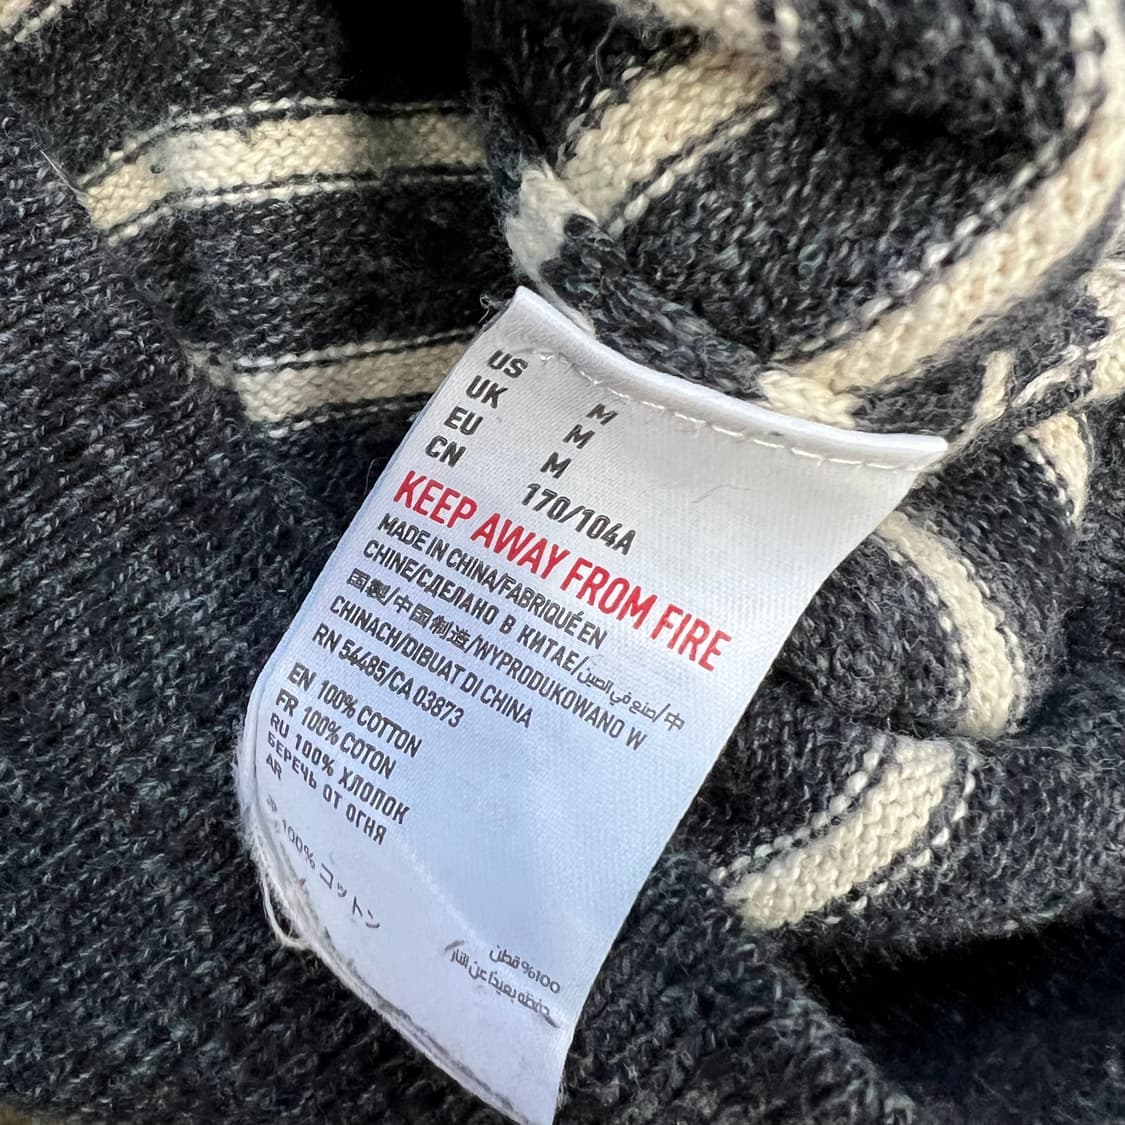 US M
UK M
EU M
CN 170/104A
KEEP AWAY FROM FIRE
MADE IN CHINA/FABRIQUÉ EN
CHINE/СДЕЛАНО В КИТАЕ/صنع في الصين/中
国製/中国制造/WYPRODUKOWANO W
CHINACH/DIBUAT DI CHINA
RN 54485/CA 03873
EN 100% COTTON
FR 100% COTON
RU 100% ХЛОПОК
БЕРЕЧЬ ОТ ОГНЯ
AR
100% قطن
بعيدا عن النار/
100% コットン